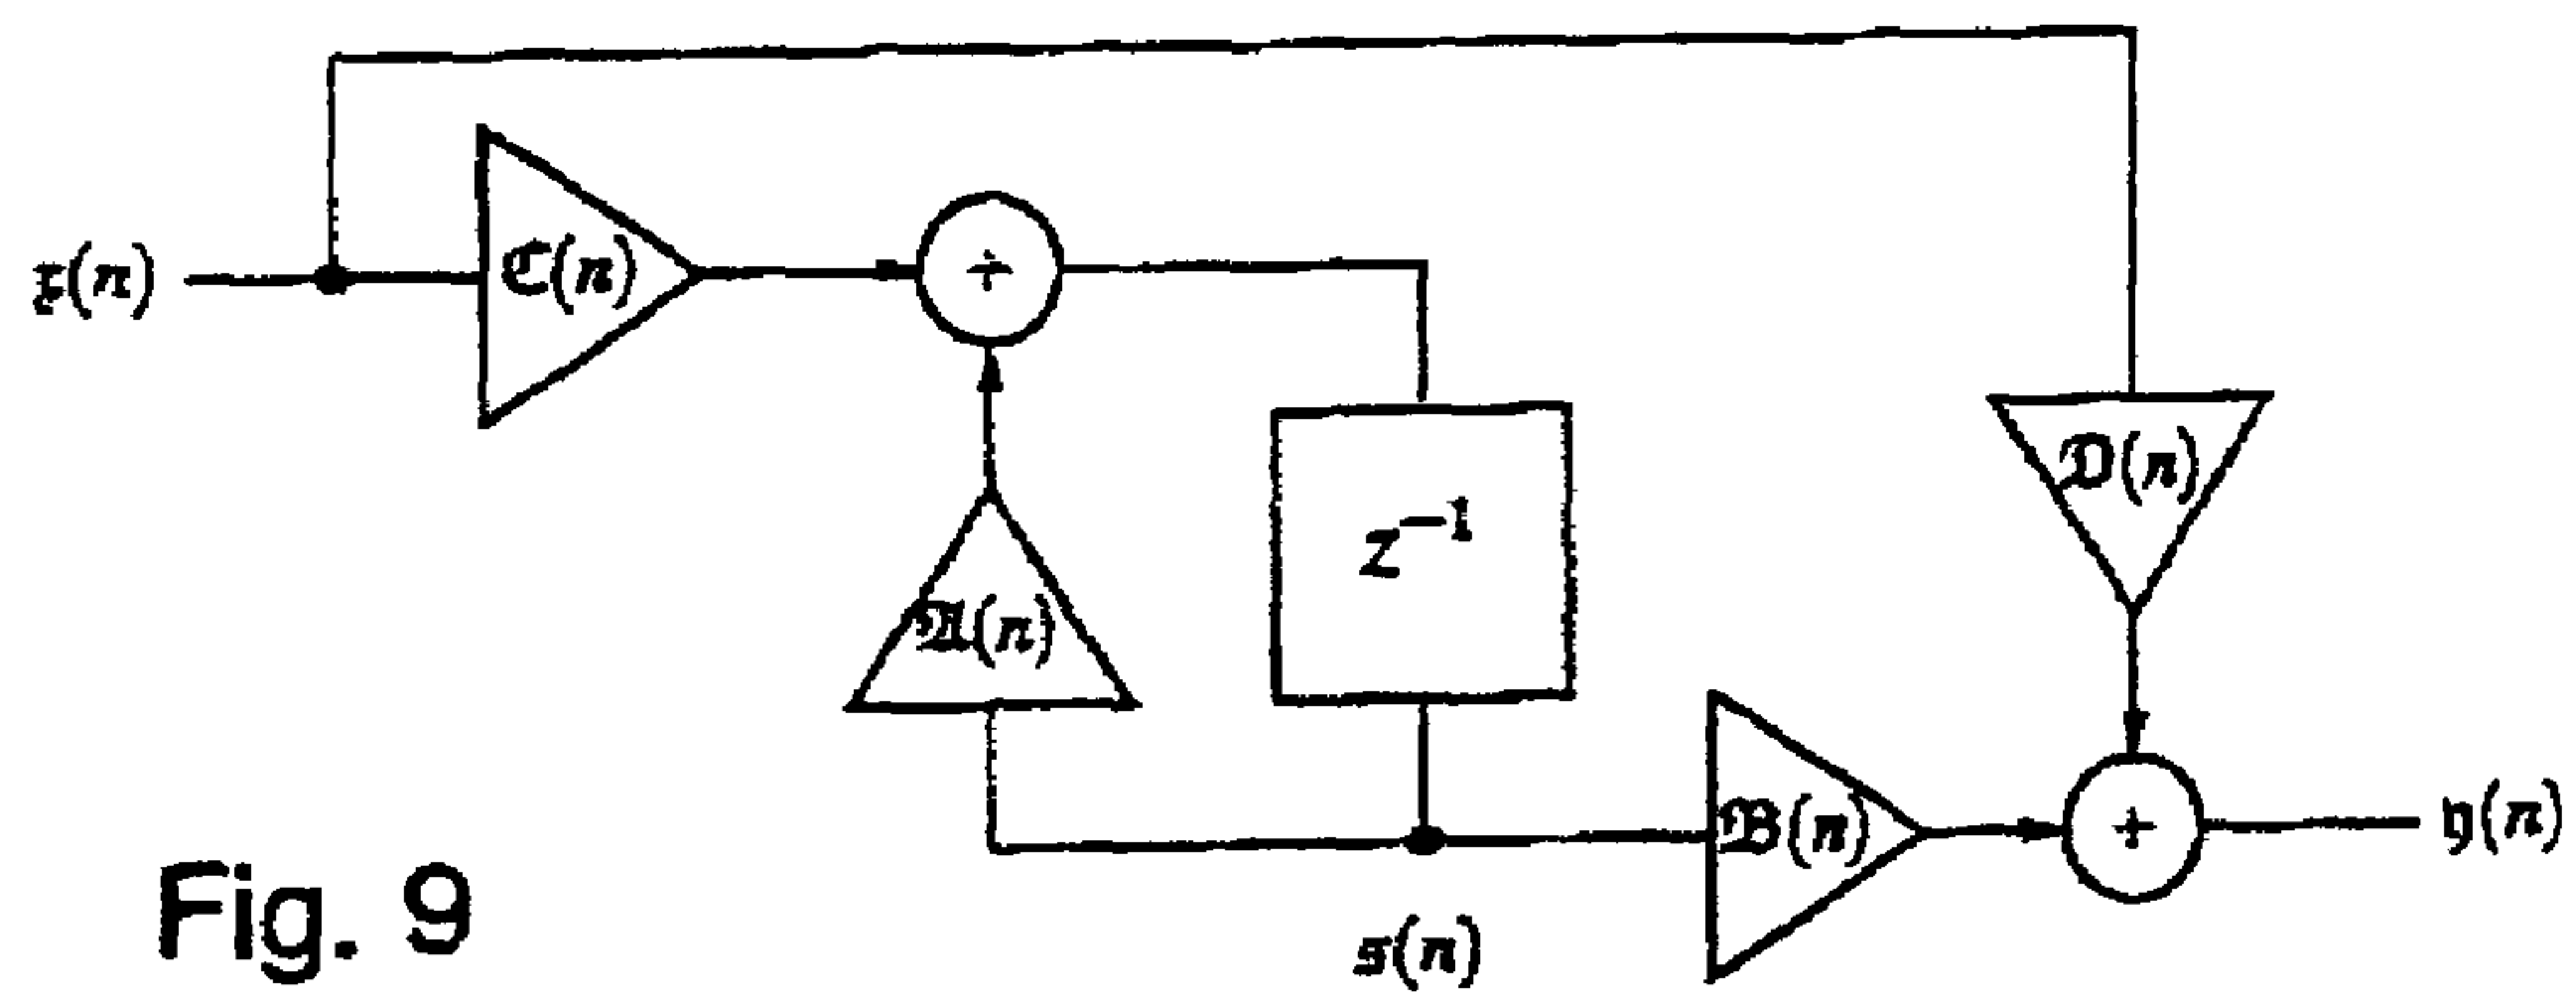 𝔵(n)
ℭ(n)
+
𝔇(n)
z⁻¹
𝔄(n)
𝔅(n)
+
𝔶(n)
𝔰(n)
Fig. 9